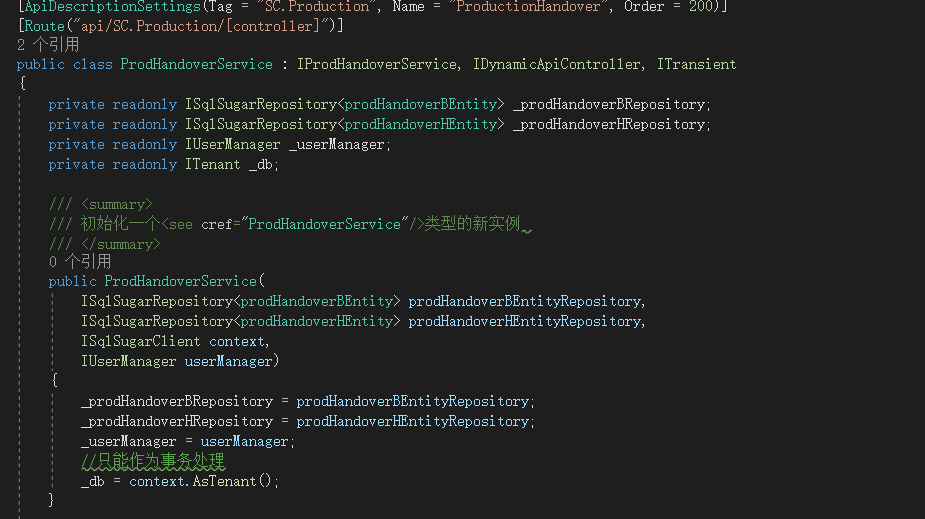 [ApiDescriptionSettings(Tag = "SC.Production", Name = "ProductionHandover", Order = 200)]
[Route("api/SC.Production/[controller]")]
2 个引用
public class ProdHandoverService : IProdHandoverService, IDynamicApiController, ITransient
{
private readonly ISqlSugarRepository<prodHandoverBEntity> _prodHandoverBRepository;
private readonly ISqlSugarRepository<prodHandoverHEntity> _prodHandoverHRepository;
private readonly IUserManager _userManager;
private readonly ITenant _db;
/// <summary>
/// 初始化一个<see cref="ProdHandoverService"/>类型的新实例
/// </summary>
0 个引用
public ProdHandoverService(
ISqlSugarRepository<prodHandoverBEntity> prodHandoverBEntityRepository,
ISqlSugarRepository<prodHandoverHEntity> prodHandoverHEntityRepository,
ISqlSugarClient context,
IUserManager userManager)
{
_prodHandoverBRepository = prodHandoverBEntityRepository;
_prodHandoverHRepository = prodHandoverHEntityRepository;
_userManager = userManager;
//只能作为事务处理
_db = context.AsTenant();
}